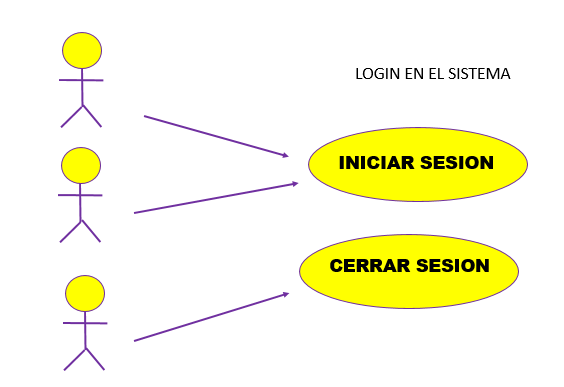 LOGIN EN EL SISTEMA
INICIAR SESION
CERRAR SESION